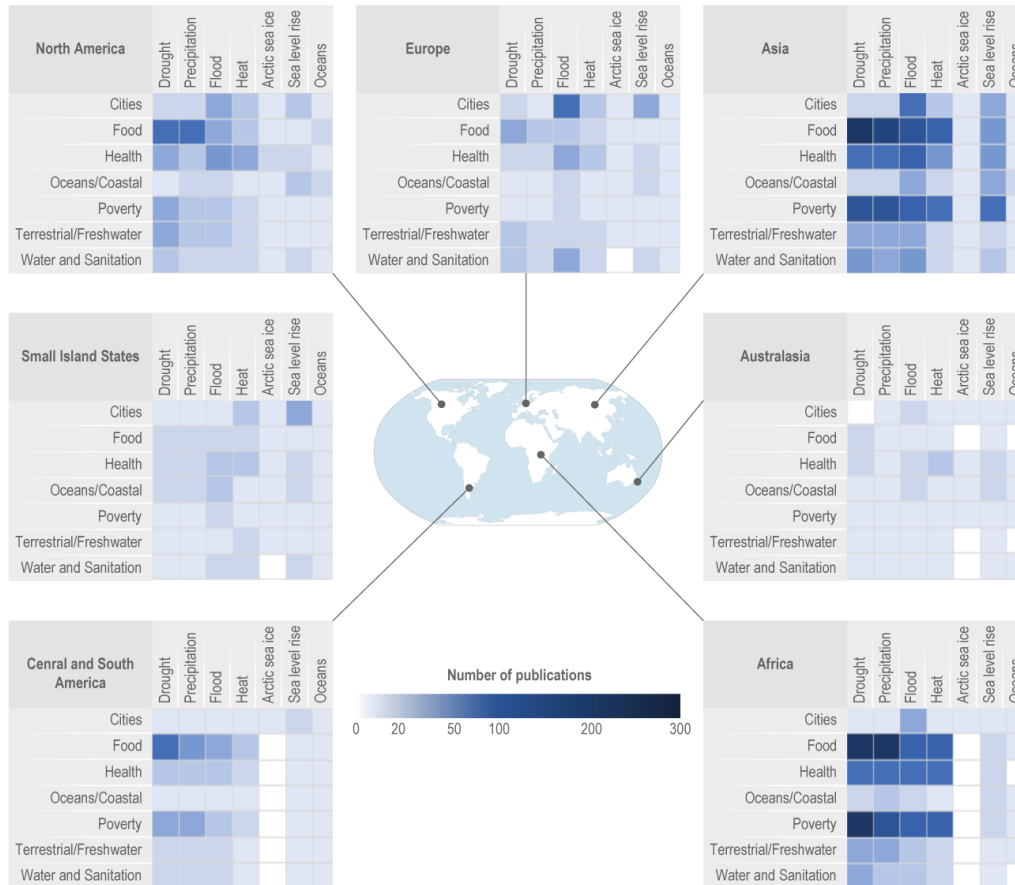 North America
Drought
Precipitation
Flood
Heat
Arctic sea ice
Sea level rise
Oceans
Cities
Food
Health
Oceans/Coastal
Poverty
Terrestrial/Freshwater
Water and Sanitation
Europe
Drought
Precipitation
Flood
Heat
Arctic sea ice
Sea level rise
Oceans
Cities
Food
Health
Oceans/Coastal
Poverty
Terrestrial/Freshwater
Water and Sanitation
Asia
Drought
Precipitation
Flood
Heat
Arctic sea ice
Sea level rise
Oceans
Cities
Food
Health
Oceans/Coastal
Poverty
Terrestrial/Freshwater
Water and Sanitation
Small Island States
Drought
Precipitation
Flood
Heat
Arctic sea ice
Sea level rise
Oceans
Cities
Food
Health
Oceans/Coastal
Poverty
Terrestrial/Freshwater
Water and Sanitation
Australasia
Drought
Precipitation
Flood
Heat
Arctic sea ice
Sea level rise
Oceans
Cities
Food
Health
Oceans/Coastal
Poverty
Terrestrial/Freshwater
Water and Sanitation
Cenral and South
America
Drought
Precipitation
Flood
Heat
Arctic sea ice
Sea level rise
Oceans
Cities
Food
Health
Oceans/Coastal
Poverty
Terrestrial/Freshwater
Water and Sanitation
Number of publications
0 20 50 100 200 300
Africa
Drought
Precipitation
Flood
Heat
Arctic sea ice
Sea level rise
Oceans
Cities
Food
Health
Oceans/Coastal
Poverty
Terrestrial/Freshwater
Water and Sanitation